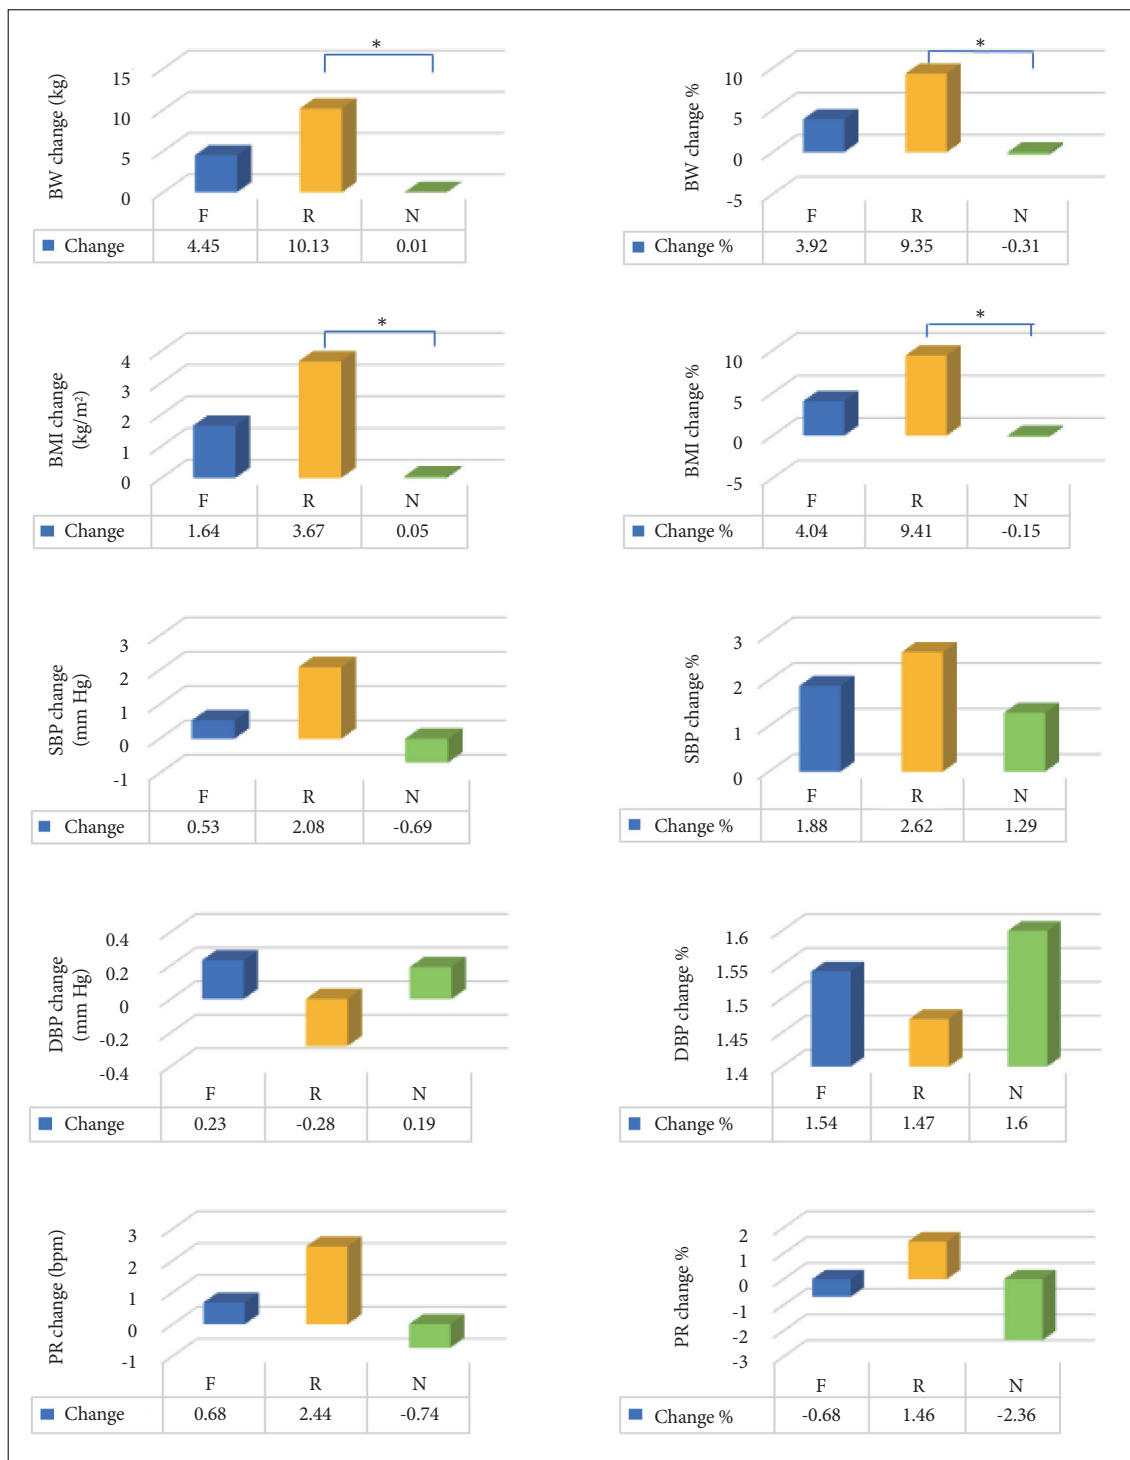 *
15
10
5
0
BW change (kg)
F R N
Change 4.45 10.13 0.01
*
10
5
0
-5
BW change %
F R N
Change % 3.92 9.35 -0.31
*
4
3
2
1
0
BMI change
(kg/m²)
F R N
Change 1.64 3.67 0.05
*
10
5
0
-5
BMI change %
F R N
Change % 4.04 9.41 -0.15
3
2
1
0
-1
SBP change
(mm Hg)
F R N
Change 0.53 2.08 -0.69
3
2
1
0
SBP change %
F R N
Change % 1.88 2.62 1.29
0.4
0.2
0
-0.2
-0.4
DBP change
(mm Hg)
F R N
Change 0.23 -0.28 0.19
1.6
1.55
1.5
1.45
1.4
DBP change %
F R N
Change % 1.54 1.47 1.6
3
2
1
0
-1
PR change (bpm)
F R N
Change 0.68 2.44 -0.74
2
1
0
-1
-2
-3
PR change %
F R N
Change % -0.68 1.46 -2.36